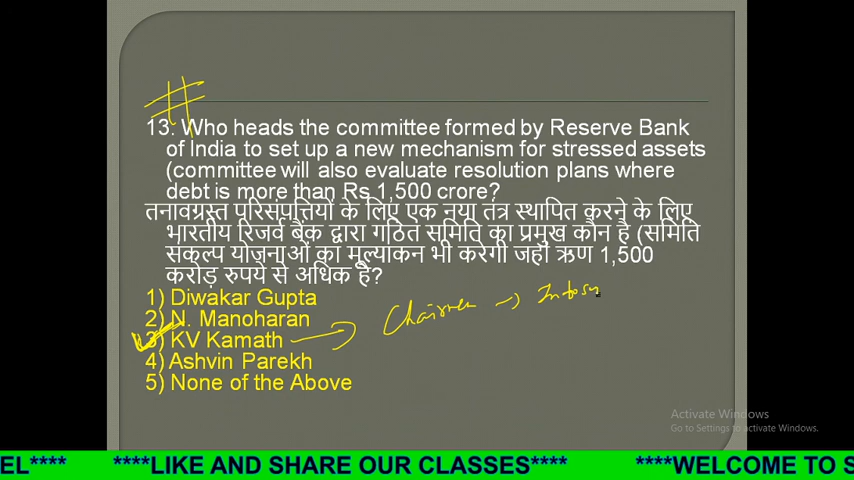 13. Who heads the committee formed by Reserve Bank
of India to set up a new mechanism for stressed assets
(committee will also evaluate resolution plans where
debt is more than Rs 1,500 crore?
तनावग्रस्त परिसंपत्तियों के लिए एक नया तंत्र स्थापित करने के लिए
भारतीय रिजर्व बैंक द्वारा गठित समिति का प्रमुख कौन है (समिति
संकल्प योजनाओं का मूल्यांकन भी करेगी जहां ऋण 1,500
करोड़ रुपये से अधिक है?
1) Diwakar Gupta
2) N. Manoharan
3) KV Kamath
Chairman → Infosy
4) Ashvin Parekh
5) None of the Above
Activate Windows
Go to Settings to activate Windows.
EL**** ****LIKE AND SHARE OUR CLASSES**** ****WELCOME TO S